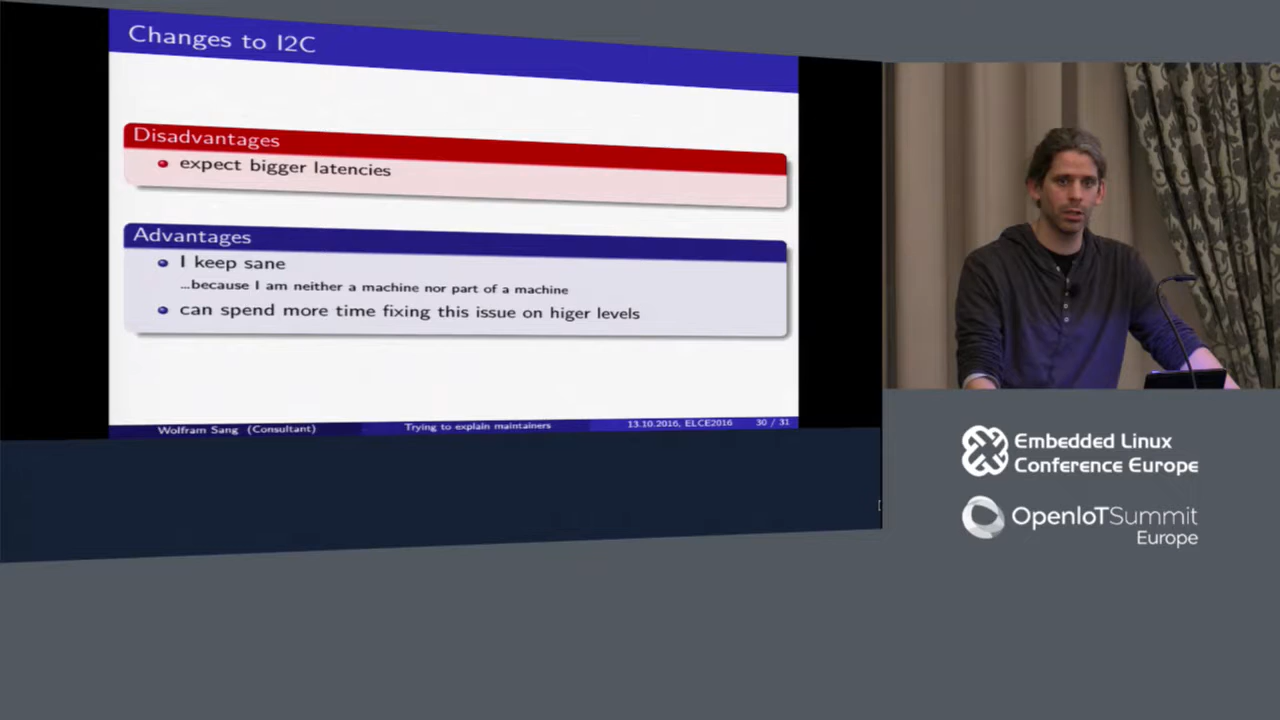 Changes to I2C
Disadvantages
expect bigger latencies
Advantages
I keep sane
...because I am neither a machine nor part of a machine
can spend more time fixing this issue on higer levels
Wolfram Sang (Consultant)
Trying to explain maintainers
13.10.2016, ELCE2016
30 / 31
Embedded Linux
Conference Europe
OpenIoTSummit
Europe